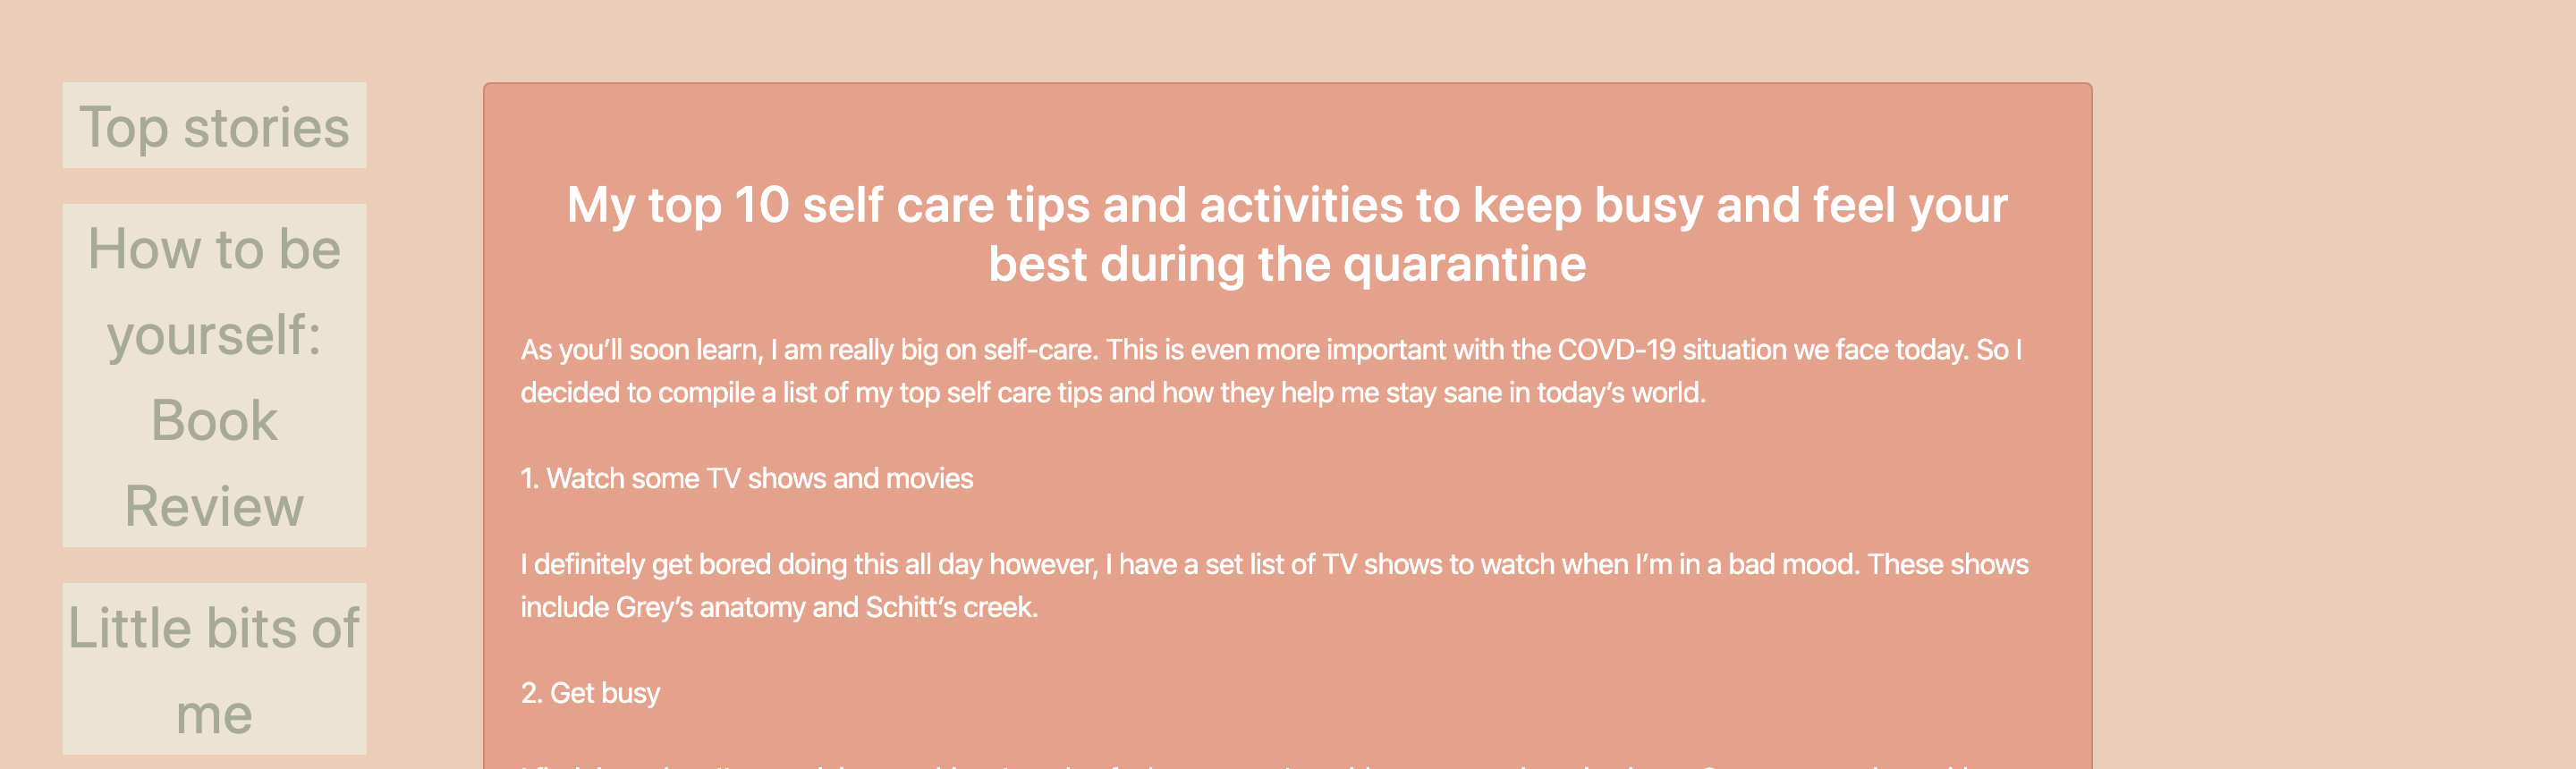 Top stories
How to be
yourself:
Book
Review
Little bits of
me
My top 10 self care tips and activities to keep busy and feel your
best during the quarantine
As you’ll soon learn, I am really big on self-care. This is even more important with the COVD-19 situation we face today. So I
decided to compile a list of my top self care tips and how they help me stay sane in today’s world.
1. Watch some TV shows and movies
I definitely get bored doing this all day however, I have a set list of TV shows to watch when I’m in a bad mood. These shows
include Grey’s anatomy and Schitt’s creek.
2. Get busy